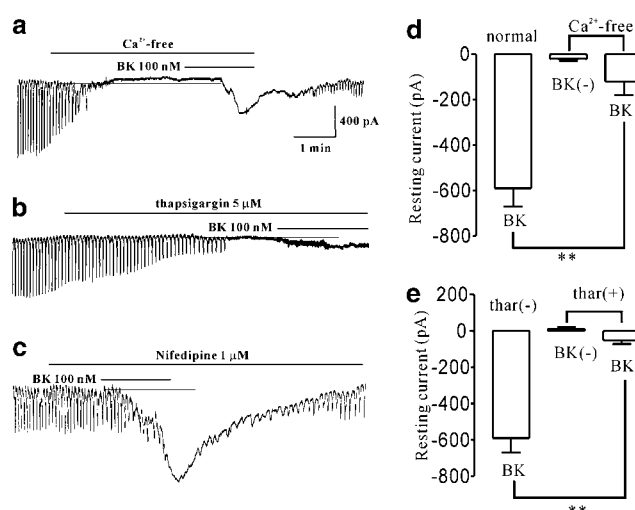 a
Ca²⁺-free
BK 100 nM
400 pA
1 min
b
thapsigargin 5 μM
BK 100 nM
c
Nifedipine 1 μM
BK 100 nM
d
normal
Ca²⁺-free
0
-200
-400
-600
-800
Resting current (pA)
BK(-)
BK
BK
**
e
thar(-)
thar(+)
200
0
-200
-400
-600
-800
Resting current (pA)
BK(-)
BK
BK
**